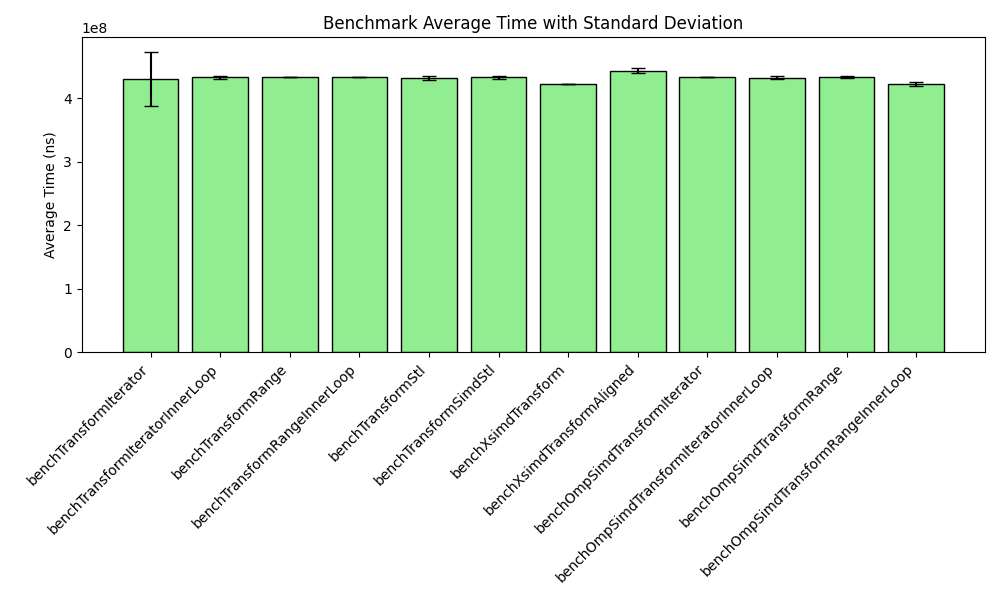 Benchmark Average Time with Standard Deviation
1e8
Average Time (ns)
4
3
2
1
0
benchTransformIterator
benchTransformIteratorInnerLoop
benchTransformRange
benchTransformRangeInnerLoop
benchTransformStl
benchTransformSimdStl
benchXsimdTransform
benchXsimdTransformAligned
benchOmpSimdTransformIterator
benchOmpSimdTransformIteratorInnerLoop
benchOmpSimdTransformRange
benchOmpSimdTransformRangeInnerLoop